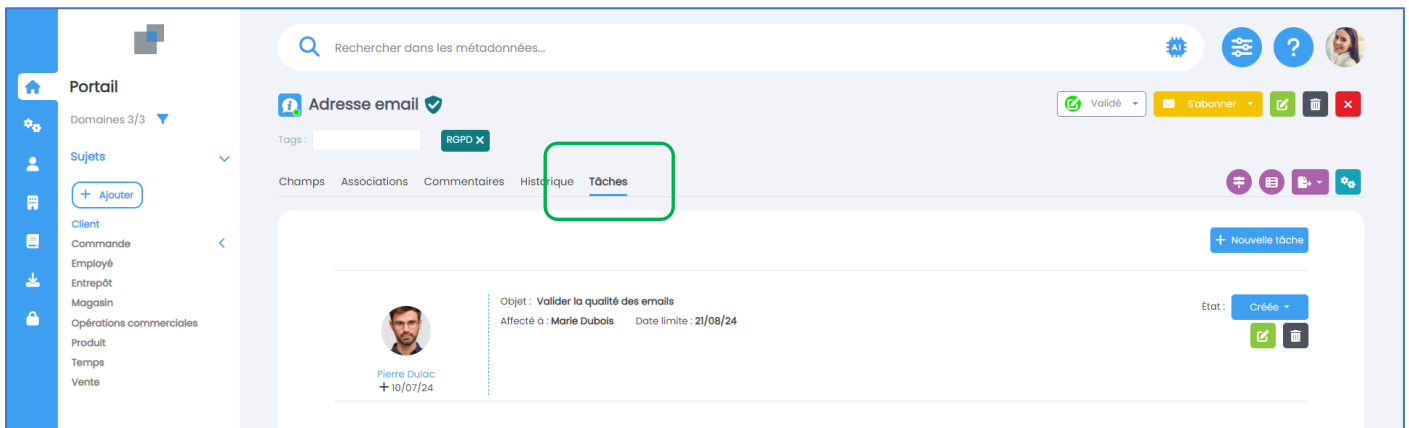 Rechercher dans les métadonnées...
AI
?
Portail
Domaines 3/3
Sujets
+ Ajouter
Client
Commande
Employé
Entrepôt
Magasin
Opérations commerciales
Produit
Temps
Vente
Adresse email
Validé
S'abonner
Tags :
RGPD X
Champs Associations Commentaires Historique Tâches
+ Nouvelle tâche
Objet : Valider la qualité des emails
Affecté à : Marie Dubois Date limite : 21/08/24
État : Créée
Pierre Dulac
+ 10/07/24